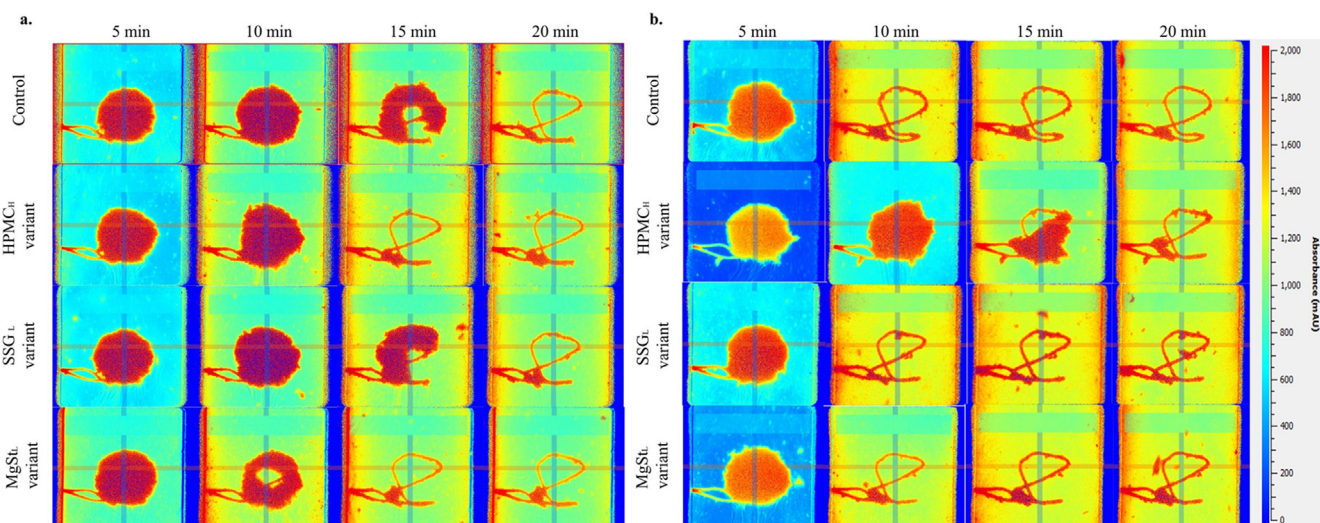 a.
5 min 10 min 15 min 20 min
Control
HPMCH
variant
SSG L
variant
MgStL
variant
b.
5 min 10 min 15 min 20 min
Control
HPMCH
variant
SSGL
variant
MgStL
variant
2,000
1,800
1,600
1,400
1,200
1,000
800
600
400
200
0
Absorbance (mAU)